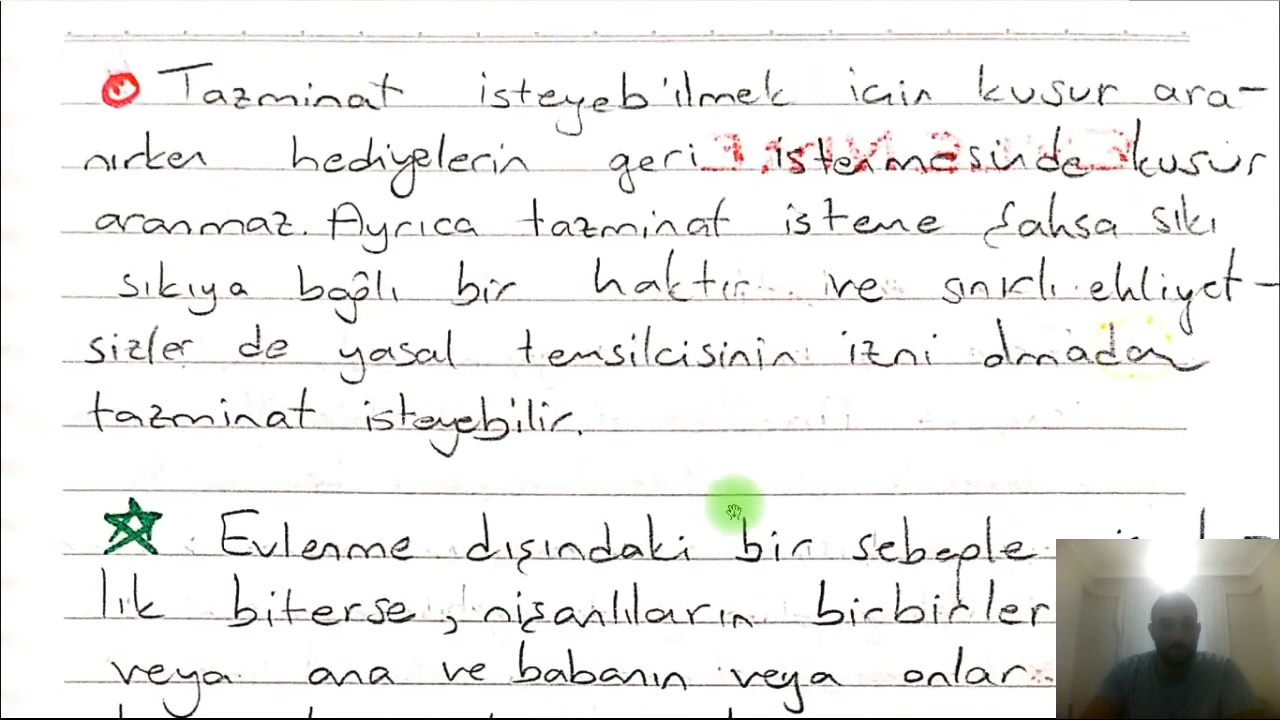 Tazminat isteyebilmek için kusur ara-
nırken hediyelerin geri istenmesinde kusur
aranmaz. Ayrıca tazminat isteme şahsa sıkı
sıkıya bağlı bir haktır ve sınırlı ehliyet-
sizler de yasal temsilcisinin izni olmadan
tazminat isteyebilir.
Evlenme dışındaki bir sebeple
lık biterse, nişanlıların birbirler
veya ana ve babanın veya onlar